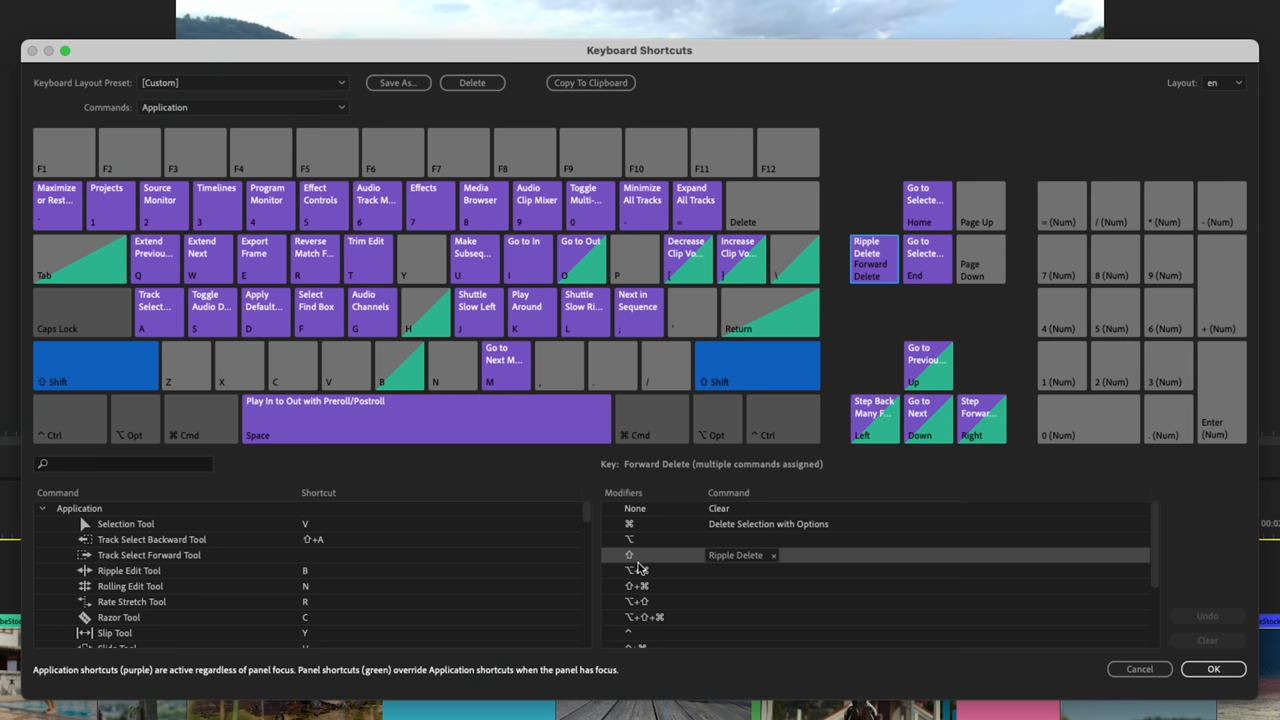 Keyboard Shortcuts
Keyboard Layout Preset: [Custom] Save As... Delete Copy To Clipboard Layout: en
Commands: Application
F1 F2 F3 F4 F5 F6 F7 F8 F9 F10 F11 F12
Maximize or Rest... ` Projects 1 Source Monitor 2 Timelines 3 Program Monitor 4 Effect Controls 5 Audio Track M... 6 Effects 7 Media Browser 8 Audio Clip Mixer 9 Toggle Multi-... 0 Minimize All Tracks - Expand All Tracks = Delete Go to Selecte... Home Page Up = (Num) / (Num) * (Num) - (Num)
Tab Extend Previou... Q Extend Next W Export Frame E Reverse Match F... R Trim Edit T Y Make Subseq... U Go to In I Go to Out O P Decrease Clip Vo... [ Increase Clip Vo... ] \ Ripple Delete Forward Delete Go to Selecte... End Page Down 7 (Num) 8 (Num) 9 (Num)
Caps Lock Track Select... A Toggle Audio D... S Apply Default... D Select Find Box F Audio Channels G H Shuttle Slow Left J Play Around K Shuttle Slow Ri... L Next in Sequence ; ' Return 4 (Num) 5 (Num) 6 (Num) + (Num)
⇧ Shift Z X C V B N Go to Next M... M , . / ⇧ Shift Go to Previou... Up 1 (Num) 2 (Num) 3 (Num)
^ Ctrl ⌥ Opt ⌘ Cmd Play In to Out with Preroll/Postroll Space ⌘ Cmd ⌥ Opt ^ Ctrl Step Back Many F... Left Go to Next Down Step Forwar... Right 0 (Num) . (Num) Enter (Num)
Key: Forward Delete (multiple commands assigned)
Command Shortcut Modifiers Command
Application None Clear
Selection Tool V ⌘ Delete Selection with Options
Track Select Backward Tool ⇧+A ⌥
Track Select Forward Tool ⇧ Ripple Delete ×
Ripple Edit Tool B ⌥+⌘
Rolling Edit Tool N ⇧+⌘
Rate Stretch Tool R ⌥+⇧
Razor Tool C ⌥+⇧+⌘
Slip Tool Y ^
Undo
Clear
Application shortcuts (purple) are active regardless of panel focus. Panel shortcuts (green) override Application shortcuts when the panel has focus.
Cancel OK